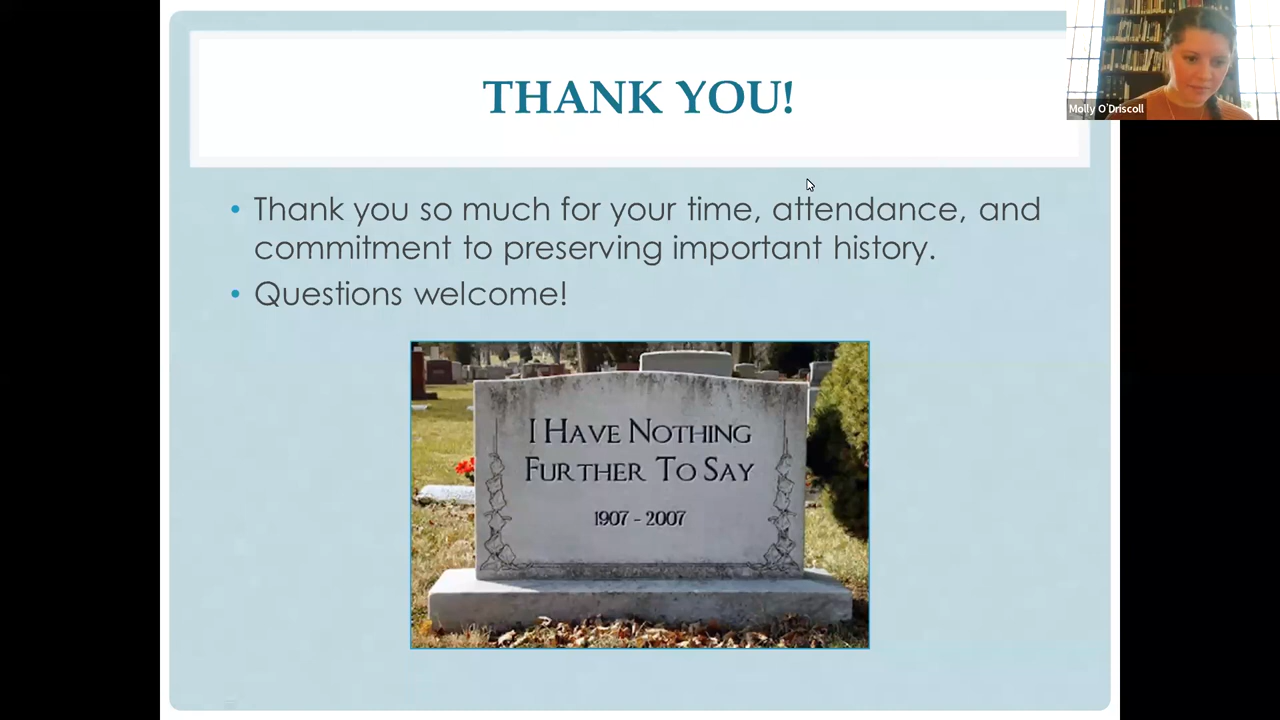 THANK YOU!
Molly O'Driscoll
• Thank you so much for your time, attendance, and
commitment to preserving important history.
• Questions welcome!
I HAVE NOTHING
FURTHER TO SAY
1907 - 2007